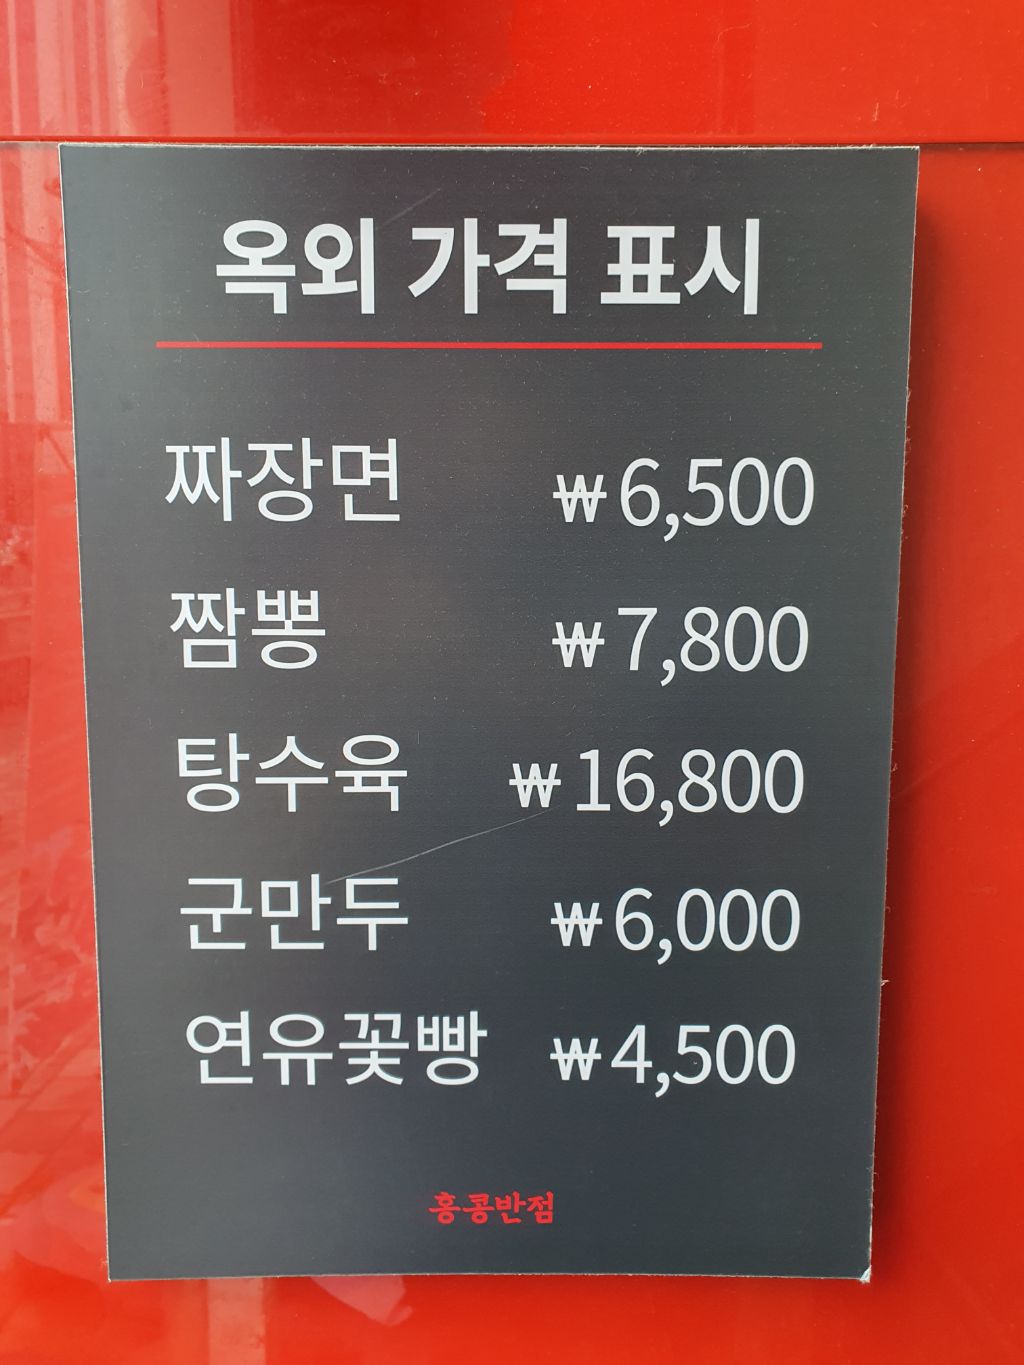 옥외 가격 표시
짜장면 ₩6,500
짬뽕 ₩7,800
탕수육 ₩16,800
군만두 ₩6,000
연유꽃빵 ₩4,500
홍콩반점